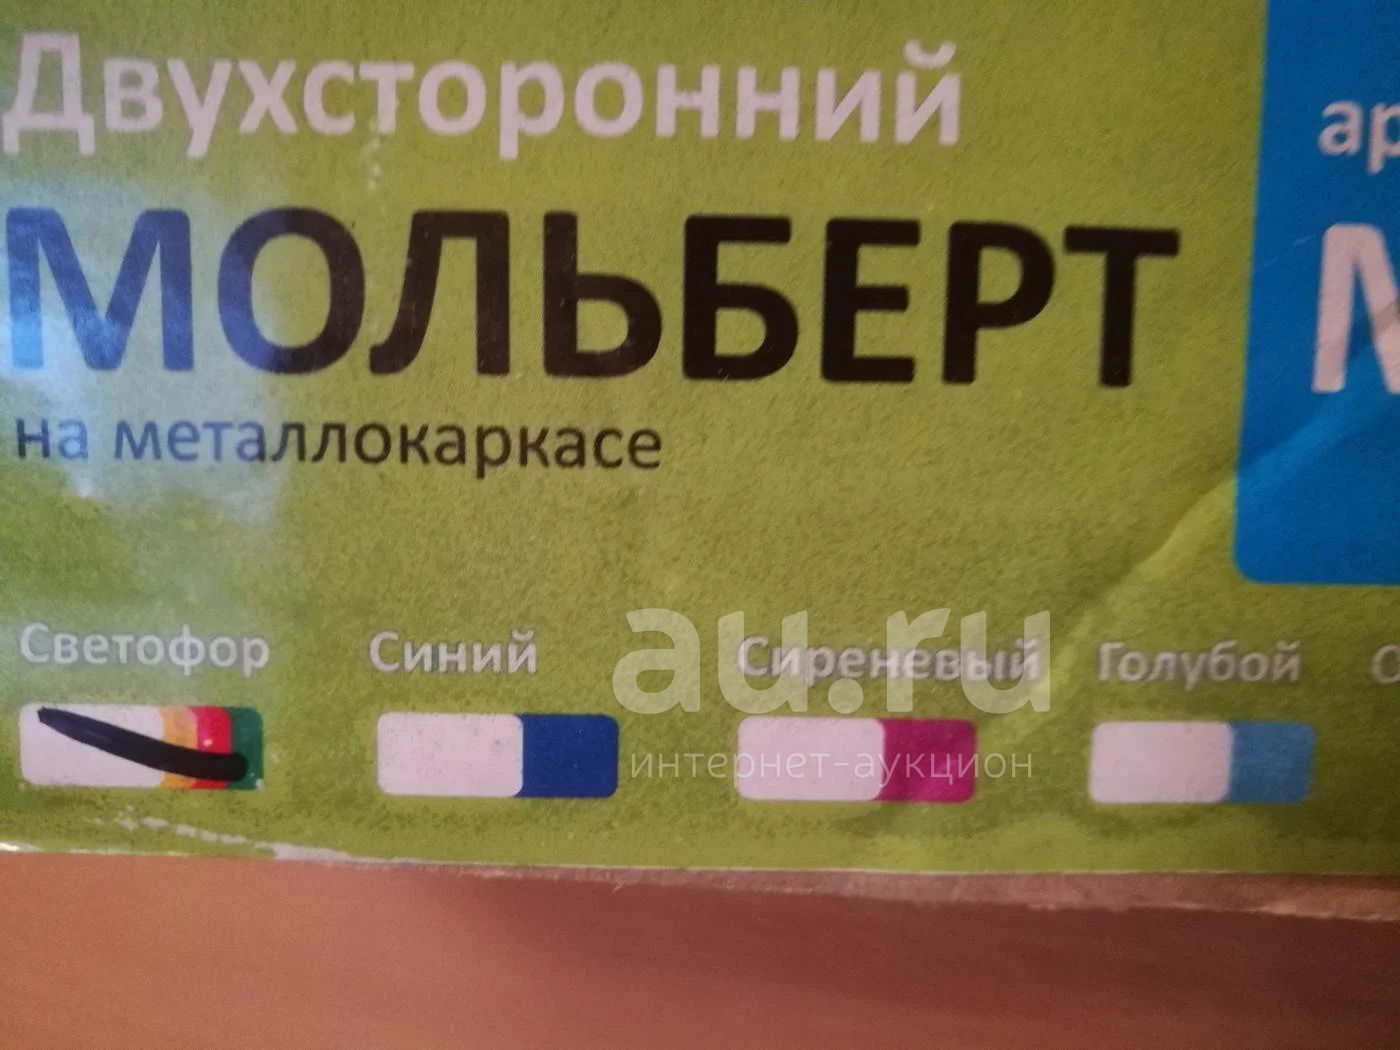 Двухсторонний
МОЛЬБЕРТ
на металлокаркасе
Светофор
Синий
Сиреневый
Голубой
au.ru
интернет-аукцион